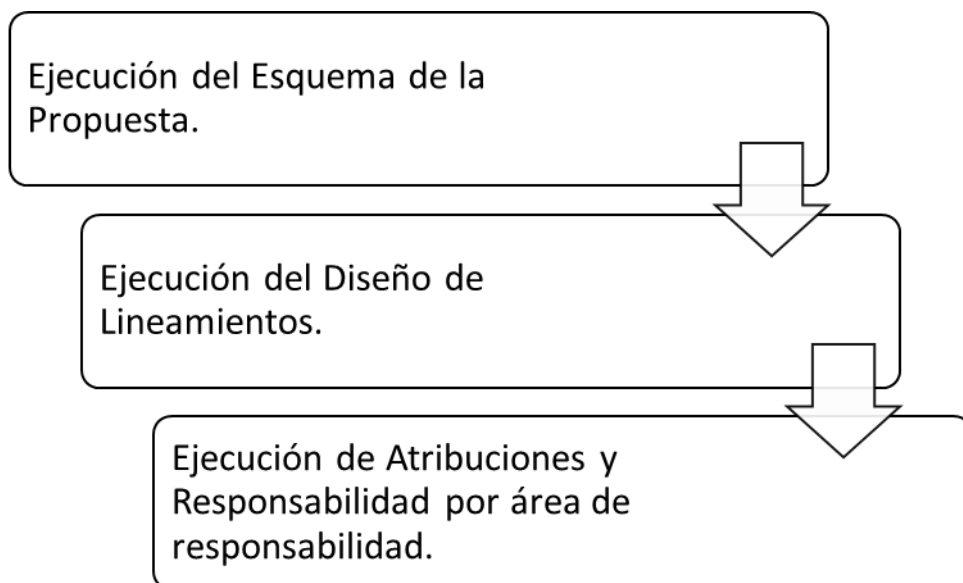 Ejecución del Esquema de la
Propuesta.
Ejecución del Diseño de
Lineamientos.
Ejecución de Atribuciones y
Responsabilidad por área de
responsabilidad.